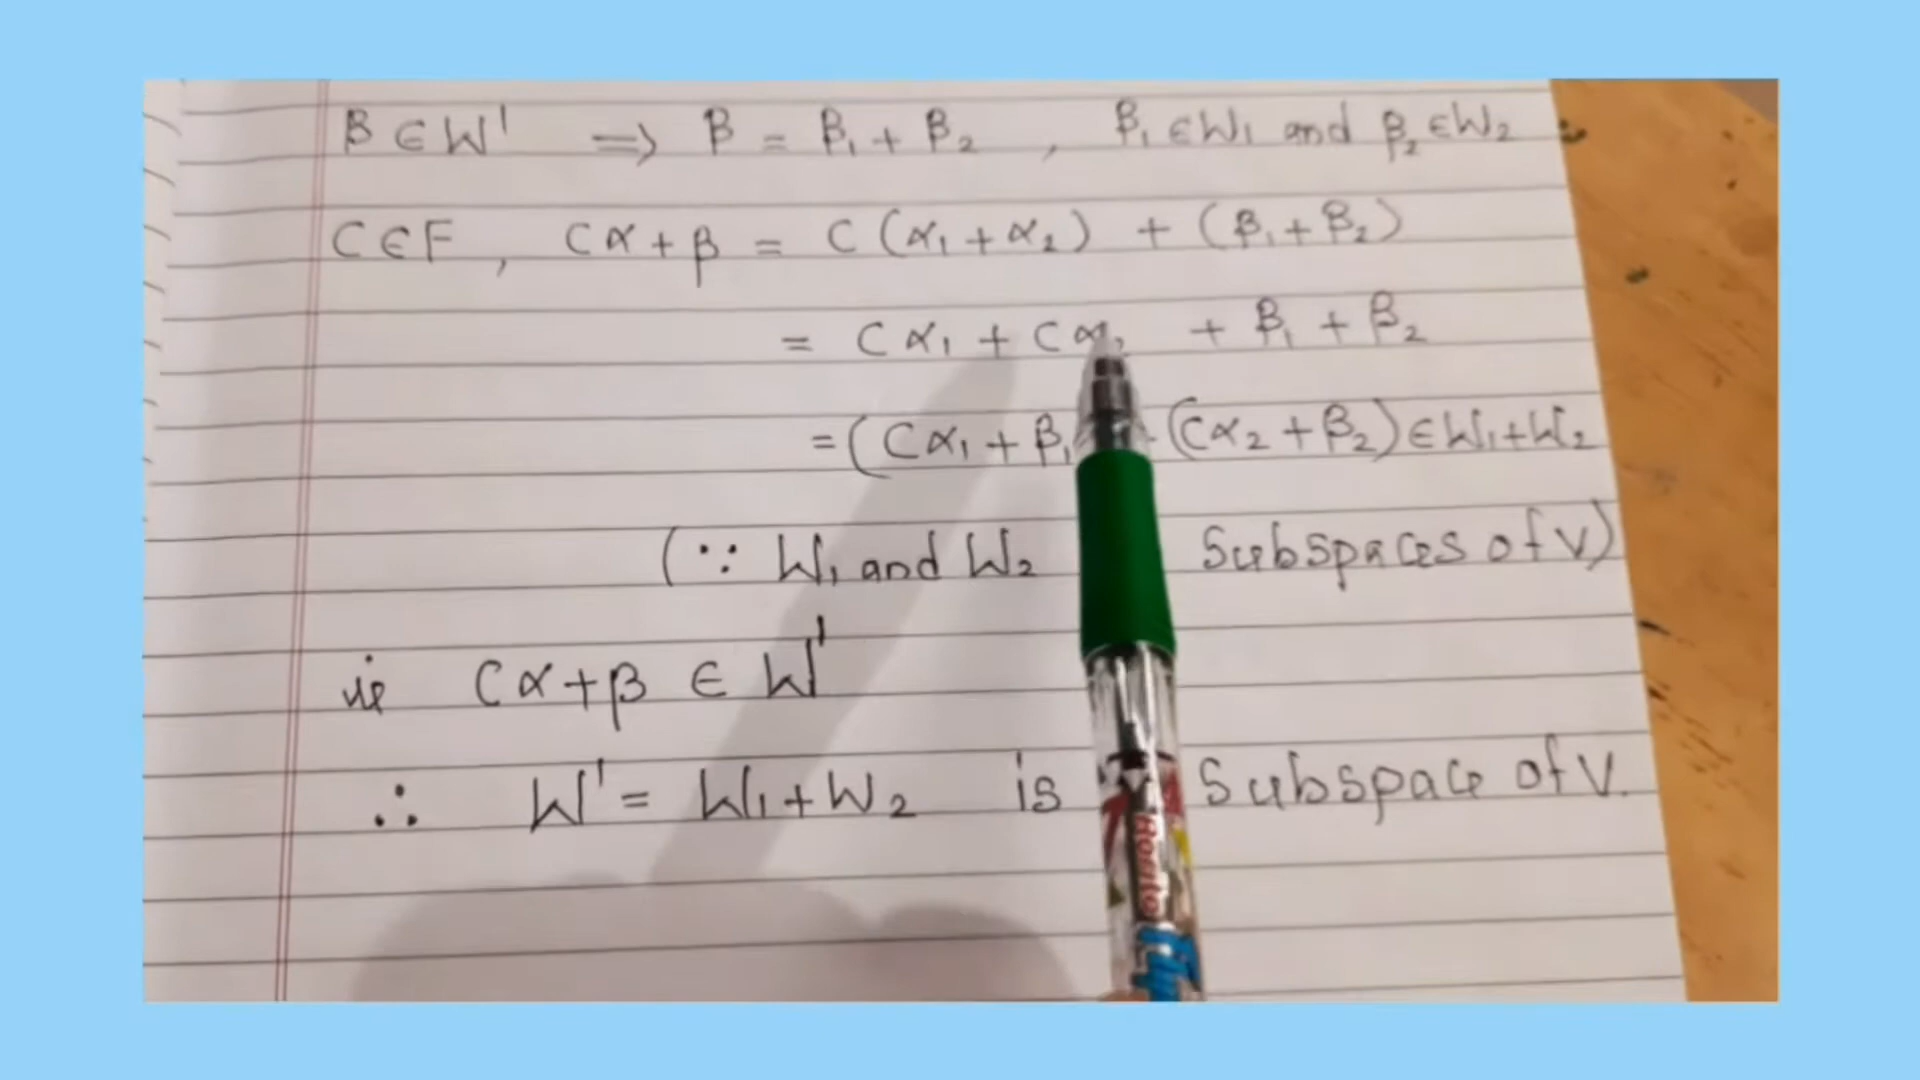 β ∈ W' ⇒ β = β₁ + β₂ , β₁ ∈ W₁ and β₂ ∈ W₂
C ∈ F , Cα + β = C (α₁ + α₂) + (β₁ + β₂)
= Cα₁ + Cα₂ + β₁ + β₂
= (Cα₁ + β₁ (Cα₂ + β₂) ∈ W₁ + W₂
(∵ W₁ and W₂ Subspaces of V)
ie Cα + β ∈ W'
∴ W' = W₁ + W₂ is Subspace of V.